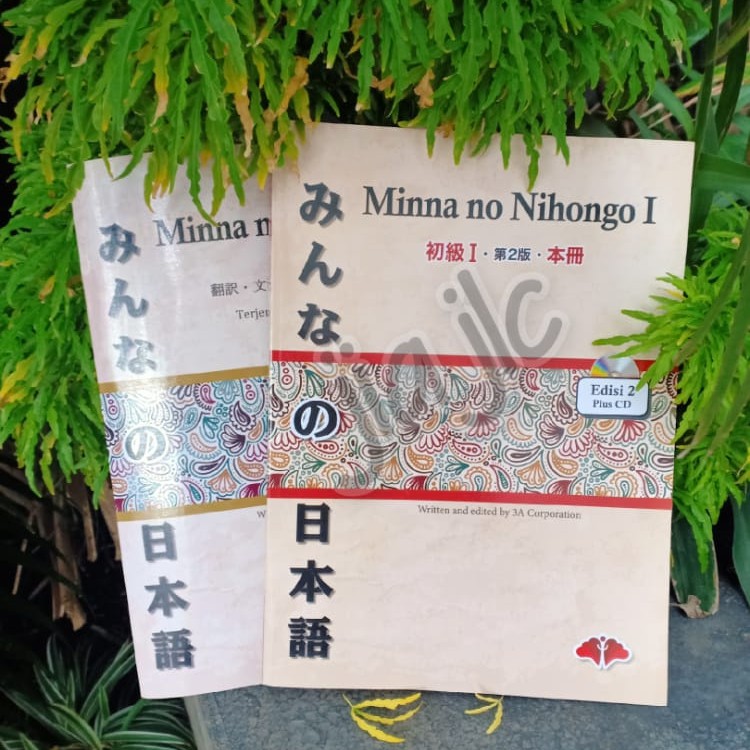 みんなの日本語
Minna n
翻訳・文
Terjem
W
みんなの日本語
Minna no Nihongo I
初級 I・第2版・本冊
Edisi 2
Plus CD
Written and edited by 3A Corporation
jia jlc